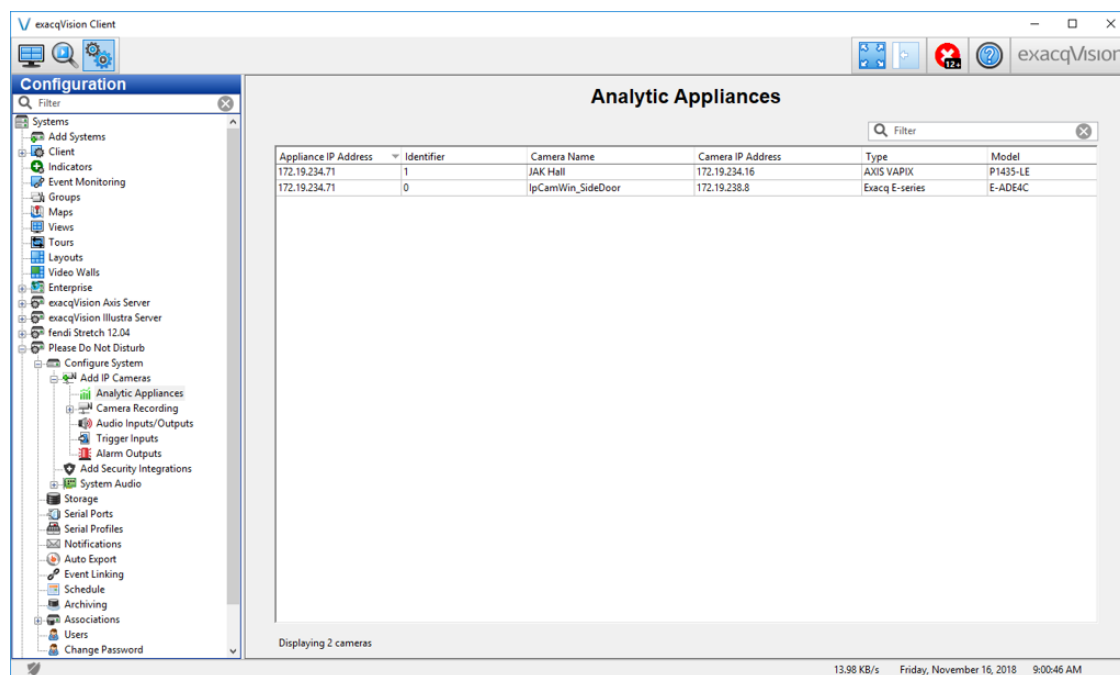 exacqVision Client
12+
exacqVision
Configuration
Filter
Systems
Add Systems
Client
Indicators
Event Monitoring
Groups
Maps
Views
Tours
Layouts
Video Walls
Enterprise
exacqVision Axis Server
exacqVision Illustra Server
fendi Stretch 12.04
Please Do Not Disturb
Configure System
Add IP Cameras
Analytic Appliances
Camera Recording
Audio Inputs/Outputs
Trigger Inputs
Alarm Outputs
Add Security Integrations
System Audio
Storage
Serial Ports
Serial Profiles
Notifications
Auto Export
Event Linking
Schedule
Archiving
Associations
Users
Change Password
Analytic Appliances
Filter
Appliance IP Address Identifier Camera Name Camera IP Address Type Model
172.19.234.71 1 JAK Hall 172.19.234.16 AXIS VAPIX P1435-LE
172.19.234.71 0 IpCamWin_SideDoor 172.19.238.8 Exacq E-series E-ADE4C
Displaying 2 cameras
13.98 KB/s Friday, November 16, 2018 9:00:46 AM